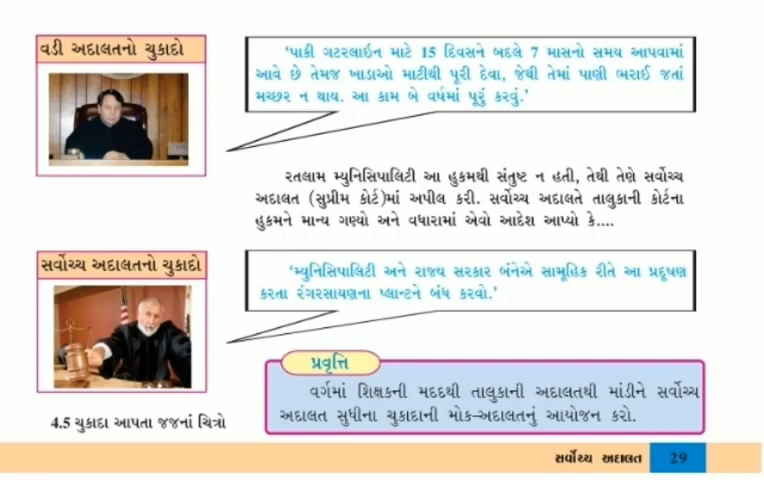 વડી અદાલતનો ચુકાદો
'પાકી ગટરલાઇન માટે 15 દિવસને બદલે 7 માસનો સમય આપવામાં
આવે છે તેમજ ખાડાઓ માટીથી પૂરી દેવા, જેથી તેમાં પાણી ભરાઈ જતાં
મચ્છર ન થાય. આ કામ બે વર્ષમાં પૂરું કરવું.'
રતલામ મ્યુનિસિપાલિટી આ હુકમથી સંતુષ્ટ ન હતી, તેથી તેણે સર્વોચ્ચ
અદાલત (સુપ્રીમ કોર્ટ)માં અપીલ કરી. સર્વોચ્ચ અદાલતે તાલુકાની કોર્ટના
હુકમને માન્ય ગણ્યો અને વધારામાં એવો આદેશ આપ્યો કે....
સર્વોચ્ચ અદાલતનો ચુકાદો
'મ્યુનિસિપાલિટી અને રાજ્ય સરકાર બંનેએ સામૂહિક રીતે આ પ્રદૂષણ
કરતા રંગરસાયણના પ્લાન્ટને બંધ કરવો.'
પ્રવૃત્તિ
વર્ગમાં શિક્ષકની મદદથી તાલુકાની અદાલતથી માંડીને સર્વોચ્ચ
અદાલત સુધીના ચુકાદાની મોક-અદાલતનું આયોજન કરો.
4.5 ચુકાદા આપતા જજનાં ચિત્રો
સર્વોચ્ચ અદાલત 29